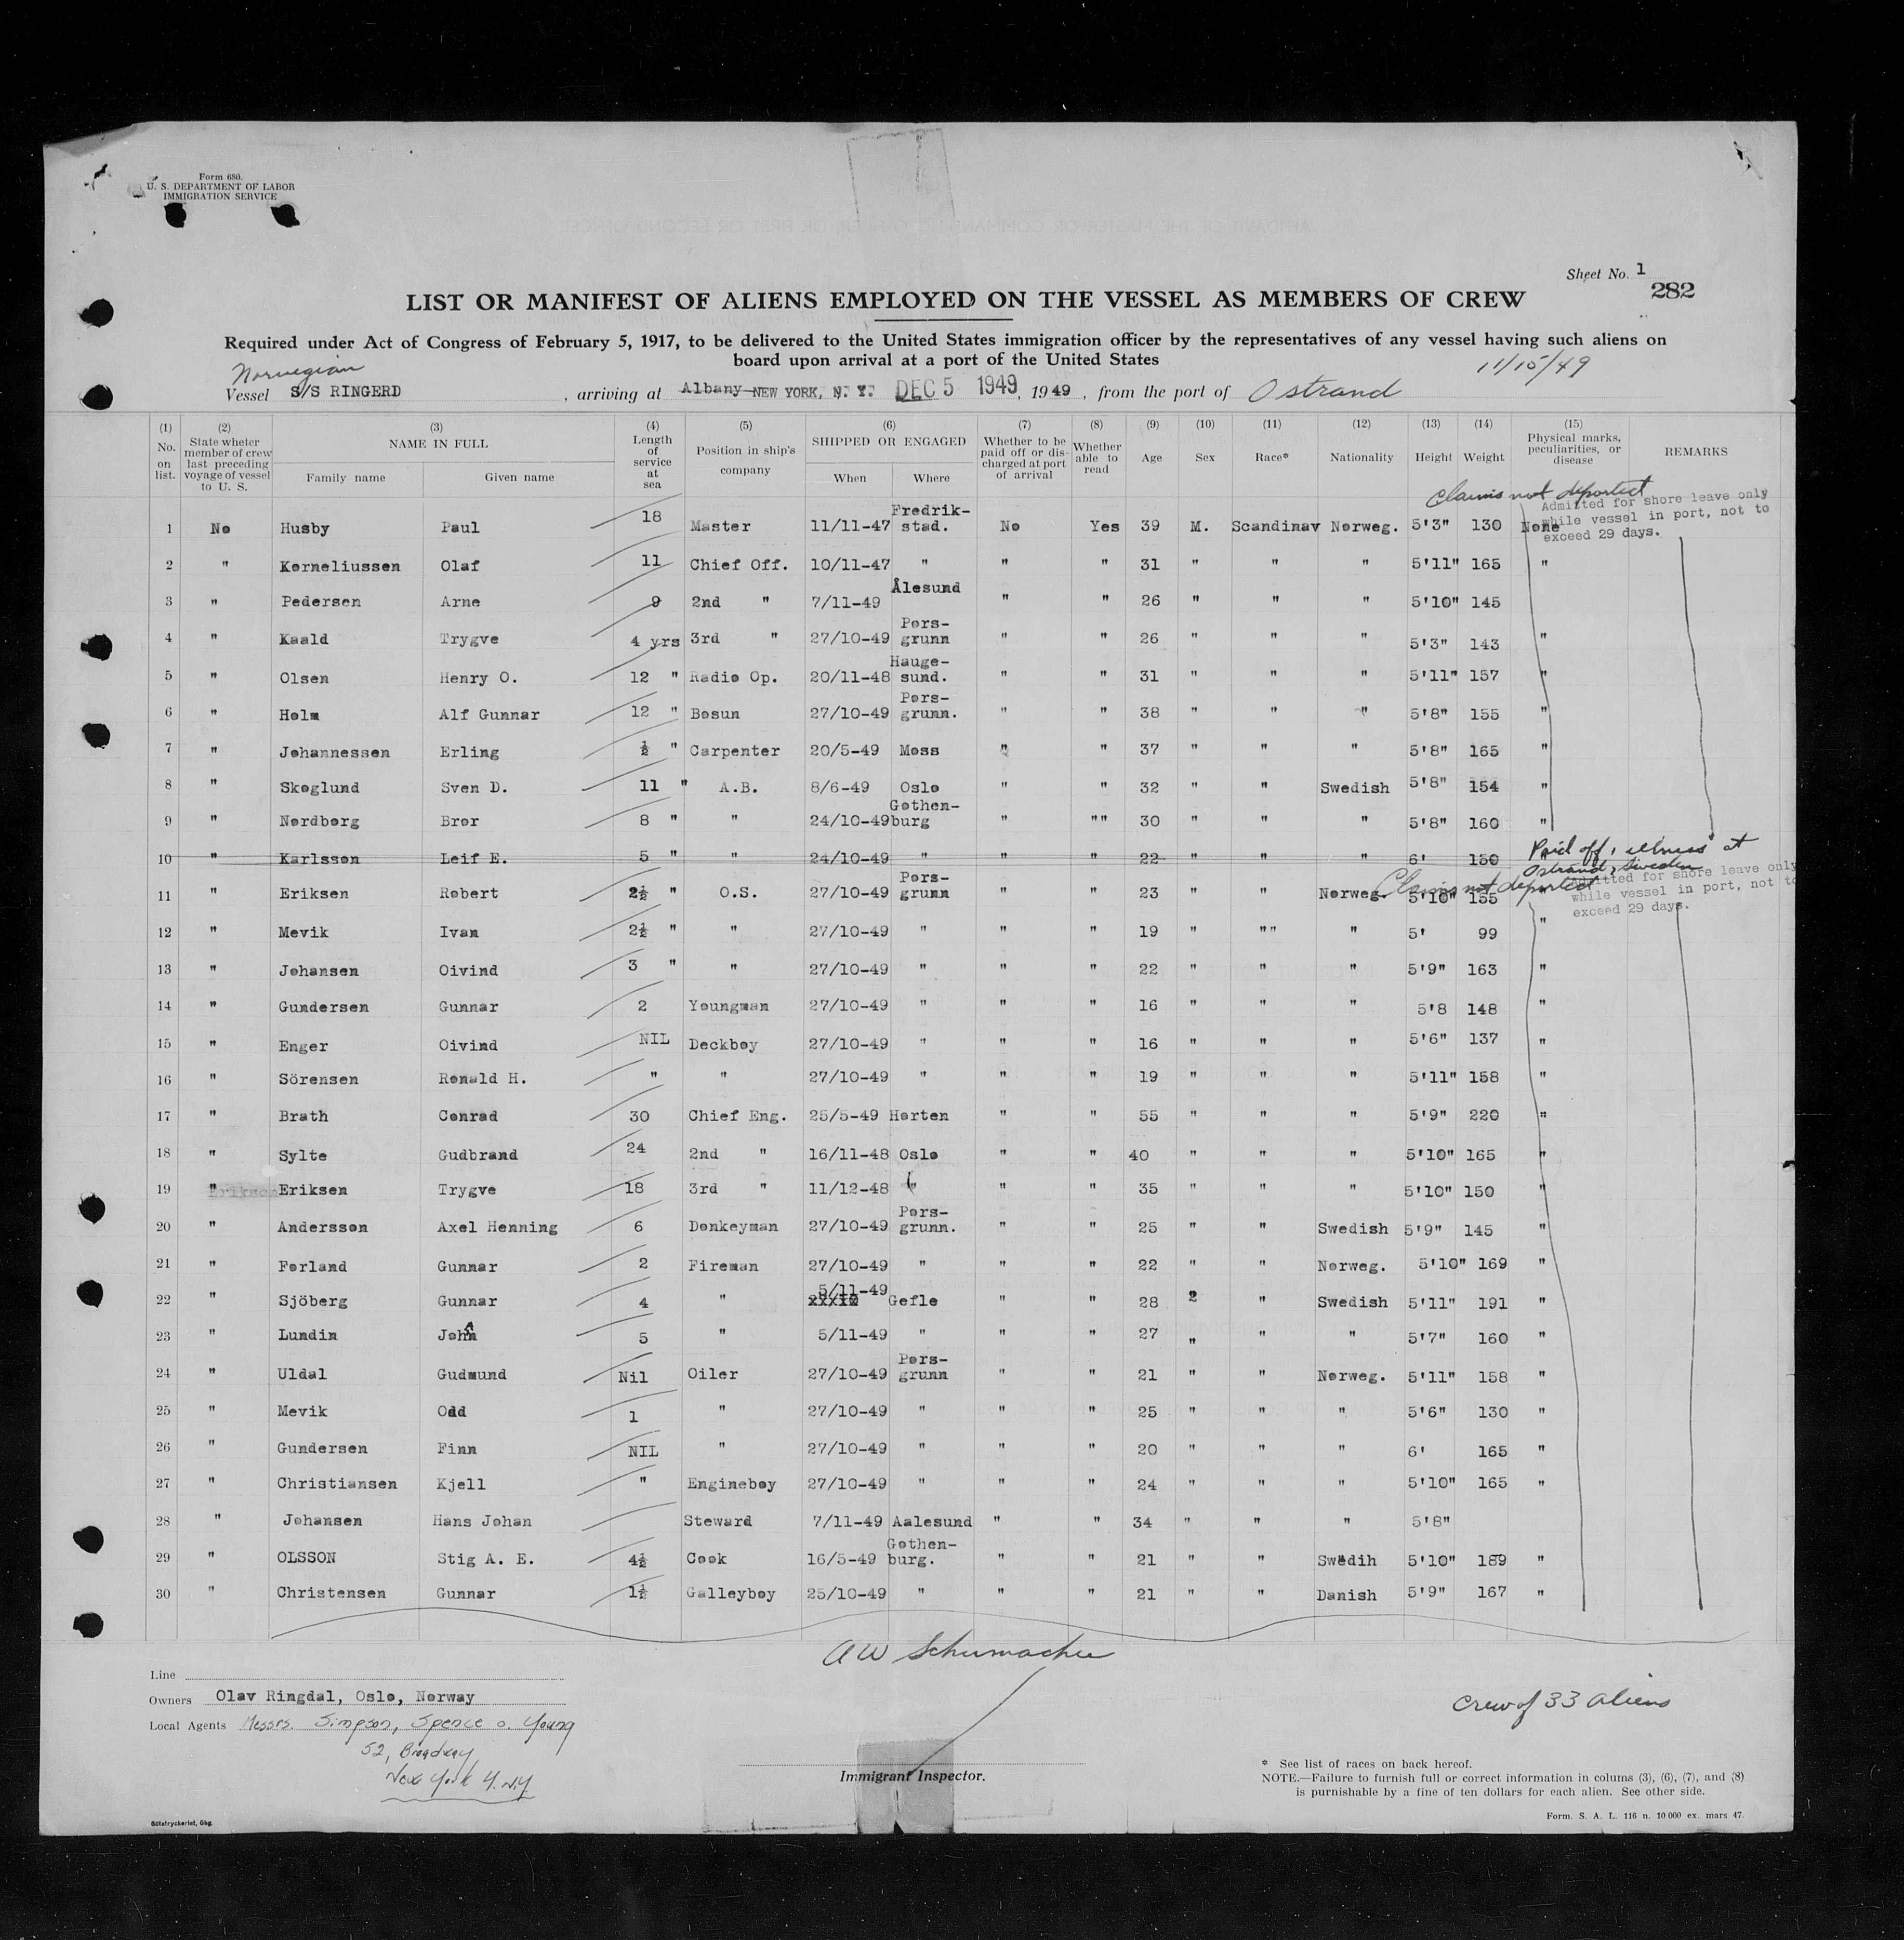 Form 680.
U. S. DEPARTMENT OF LABOR
IMMIGRATION SERVICE
Sheet No. 1
282
LIST OR MANIFEST OF ALIENS EMPLOYED ON THE VESSEL AS MEMBERS OF CREW
Required under Act of Congress of February 5, 1917, to be delivered to the United States immigration officer by the representatives of any vessel having such aliens on
board upon arrival at a port of the United States
Norwegian
11/15/49
Vessel S/S RINGERD , arriving at Albany NEW YORK, N. Y. DEC 5 1949, 1949 , from the port of Ostrand
(1) (2) (3) (4) (5) (6) (7) (8) (9) (10) (11) (12) (13) (14) (15)
No. on list. State wheter member of crew last preceding voyage of vessel to U. S. NAME IN FULL Family name Given name Length of service at sea Position in ship's company SHIPPED OR ENGAGED When Where Whether to be paid off or discharged at port of arrival Whether able to read Age Sex Race* Nationality Height Weight Physical marks, peculiarities, or disease REMARKS
Claims not deported
Admitted for shore leave only
while vessel in port, not to
exceed 29 days.
1 No Husby Paul 18 Master 11/11-47 Fredrik-stad. No Yes 39 M. Scandinav Norweg. 5'3" 130 None
2 " Korneliussen Olaf 11 Chief Off. 10/11-47 " " " 31 " " " 5'11" 165 "
3 " Pedersen Arne 9 2nd " 7/11-49 Ålesund " " 26 " " " 5'10" 145
4 " Kaald Trygve 4 yrs 3rd " 27/10-49 Pors-grunn " " 26 " " " 5'3" 143 "
5 " Olsen Henry O. 12 " Radio Op. 20/11-48 Hauge-sund. " " 31 " " " 5'11" 157 "
6 " Holm Alf Gunnar 12 " Bosun 27/10-49 Pors-grunn. " " 38 " " " 5'8" 155 "
7 " Johannessen Erling ½ " Carpenter 20/5-49 Moss " " 37 " " " 5'8" 165 "
8 " Skoglund Sven D. 11 " A.B. 8/6-49 Oslo " " 32 " " Swedish 5'8" 154 "
9 " Nordborg Bror 8 " " 24/10-49 Gothen-burg " "" 30 " " " 5'8" 160 "
10 " Karlsson Leif E. 5 " " 24/10-49 " " " 22 " " " 6' 150 Paid off, illness at Ostrand, Sweden
Claims not deported
Admitted for shore leave only
while vessel in port, not to
exceed 29 days.
11 " Eriksen Robert 2½ " O.S. 27/10-49 Pors-grunn " " 23 " " Norweg. 5'10" 155 "
12 " Mevik Ivan 2½ " " 27/10-49 " " " 19 " "" " 5' 99 "
13 " Johansen Oivind 3 " " 27/10-49 " " " 22 " " " 5'9" 163 "
14 " Gundersen Gunnar 2 Youngman 27/10-49 " " " 16 " " " 5'8 148 "
15 " Enger Oivind NIL Deckboy 27/10-49 " " " 16 " " " 5'6" 137 "
16 " Sörensen Ronald H. " " 27/10-49 " " " 19 " " " 5'11" 158 "
17 " Brath Conrad 30 Chief Eng. 25/5-49 Horten " " 55 " " " 5'9" 220 "
18 " Sylte Gudbrand 24 2nd " 16/11-48 Oslo " " 40 " " " 5'10" 165 "
19 " Eriksen Trygve 18 3rd " 11/12-48 " " " 35 " " " 5'10" 150 "
20 " Andersson Axel Henning 6 Donkeyman 27/10-49 Pors-grunn. " " 25 " " Swedish 5'9" 145 "
21 " Førland Gunnar 2 Fireman 27/10-49 " " " 22 " " Norweg. 5'10" 169 "
22 " Sjöberg Gunnar 4 " 5/11-49 Gefle " " 28 " " Swedish 5'11" 191 "
23 " Lundin John 5 " 5/11-49 " " " 27 " " " 5'7" 160 "
24 " Uldal Gudmund Nil Oiler 27/10-49 Pors-grunn " " 21 " " Norweg. 5'11" 158 "
25 " Mevik Odd 1 " 27/10-49 " " " 25 " " " 5'6" 130 "
26 " Gundersen Finn NIL " 27/10-49 " " " 20 " " " 6' 165 "
27 " Christiansen Kjell " Engineboy 27/10-49 " " " 24 " " " 5'10" 165 "
28 " Johansen Hans Johan Steward 7/11-49 Aalesund " " 34 " " " 5'8"
29 " OLSSON Stig A. E. 4½ Cook 16/5-49 Gothen-burg. " " 21 " " Swedih 5'10" 189 "
30 " Christensen Gunnar 1½ Galleyboy 25/10-49 " " " 21 " " Danish 5'9" 167 "
AW Schumacher
Line
Owners Olav Ringdal, Oslo, Norway
Local Agents Messrs. Simpson, Spence o. Young
52, Broadway
New York 4. N.Y.
Crew of 33 aliens
Immigrant Inspector.
* See list of races on back hereof.
NOTE.—Failure to furnish full or correct information in colums (3), (6), (7), and (8)
is purnishable by a fine of ten dollars for each alien. See other side.
Götatryckeriet, Gbg.
Form. S. A. L. 116 n. 10 000 ex. mars 47.